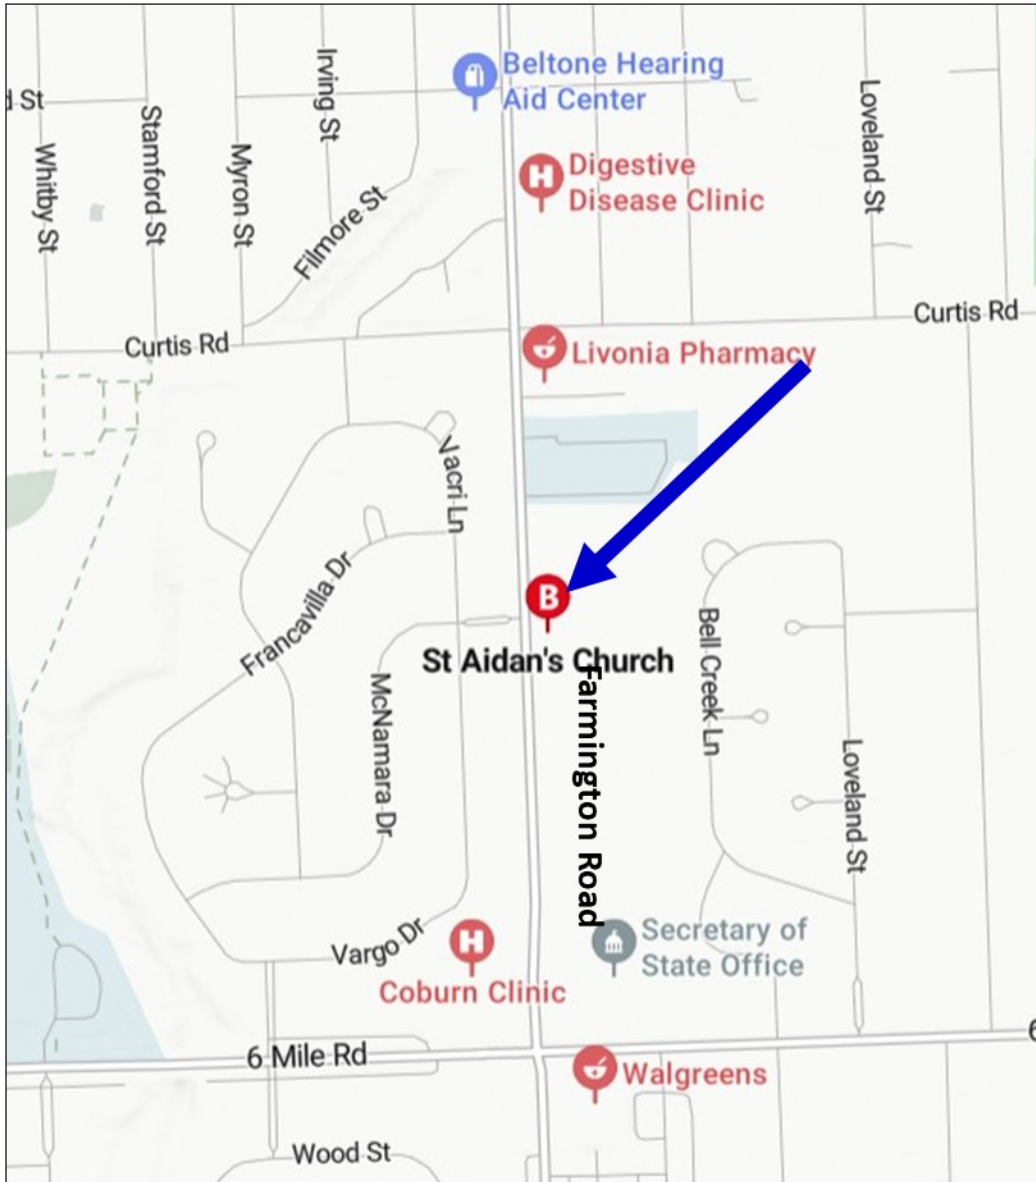 Beltone Hearing
Aid Center
Irving St
d St
Stamford St
Whitby St
Myron St
Loveland St
Digestive
Disease Clinic
Filmore St
Curtis Rd
Curtis Rd
Livonia Pharmacy
Nacri Ln
Francavilla Dr
B
St Aidan's Church
Bell Creek Ln
McNamara Dr
Farmington Road
Loveland St
Vargo Dr
H
Coburn Clinic
H
Secretary of
State Office
6 Mile Rd
6
Walgreens
Wood St